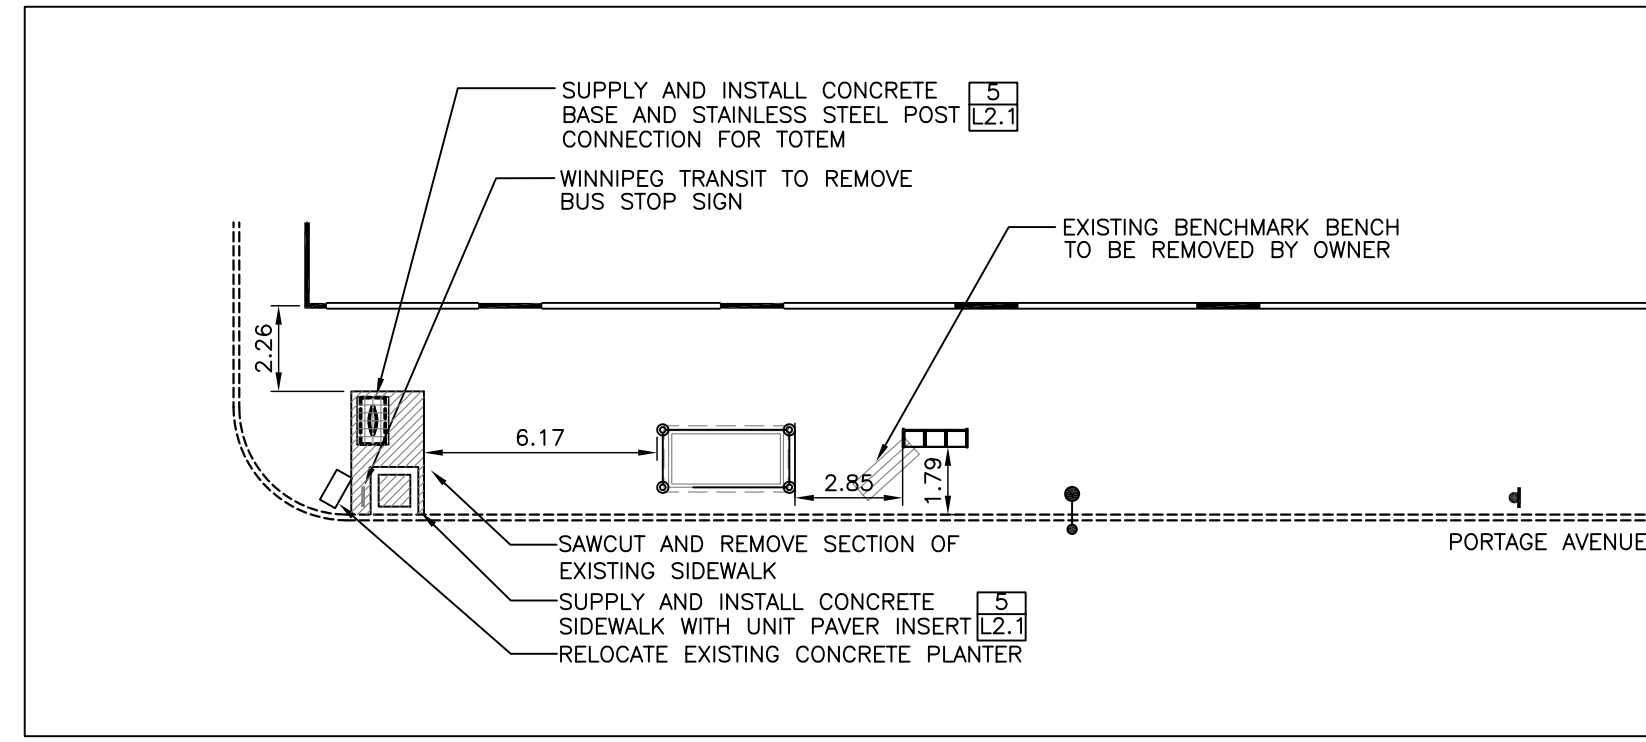 SUPPLY AND INSTALL CONCRETE
BASE AND STAINLESS STEEL POST
CONNECTION FOR TOTEM
5
L2.1
WINNIPEG TRANSIT TO REMOVE
BUS STOP SIGN
EXISTING BENCHMARK BENCH
TO BE REMOVED BY OWNER
2.26
6.17
2.85
1.79
PORTAGE AVENUE
SAWCUT AND REMOVE SECTION OF
EXISTING SIDEWALK
SUPPLY AND INSTALL CONCRETE
SIDEWALK WITH UNIT PAVER INSERT
5
L2.1
RELOCATE EXISTING CONCRETE PLANTER